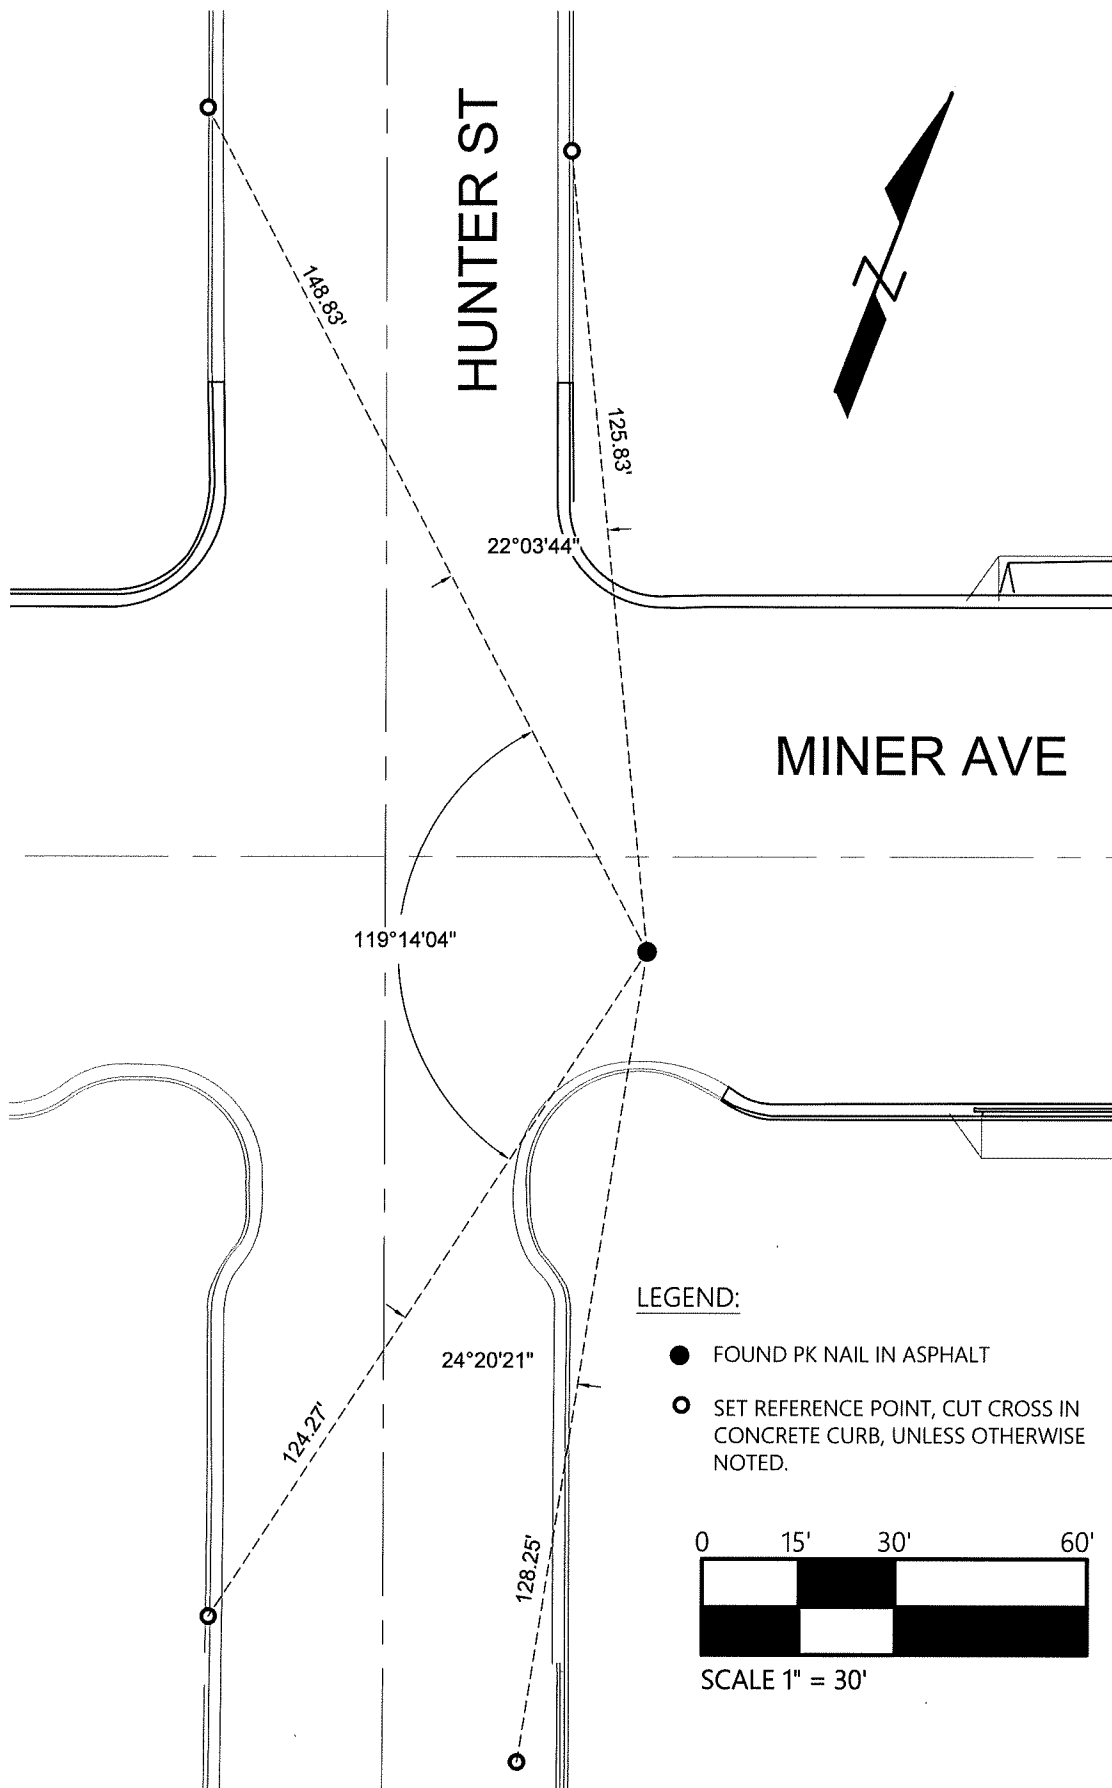 HUNTER ST
148.83'
125.83'
22°03'44"
MINER AVE
119°14'04"
24°20'21"
124.27'
128.25'
LEGEND:
FOUND PK NAIL IN ASPHALT
SET REFERENCE POINT, CUT CROSS IN
CONCRETE CURB, UNLESS OTHERWISE
NOTED.
0 15' 30' 60'
SCALE 1" = 30'
N